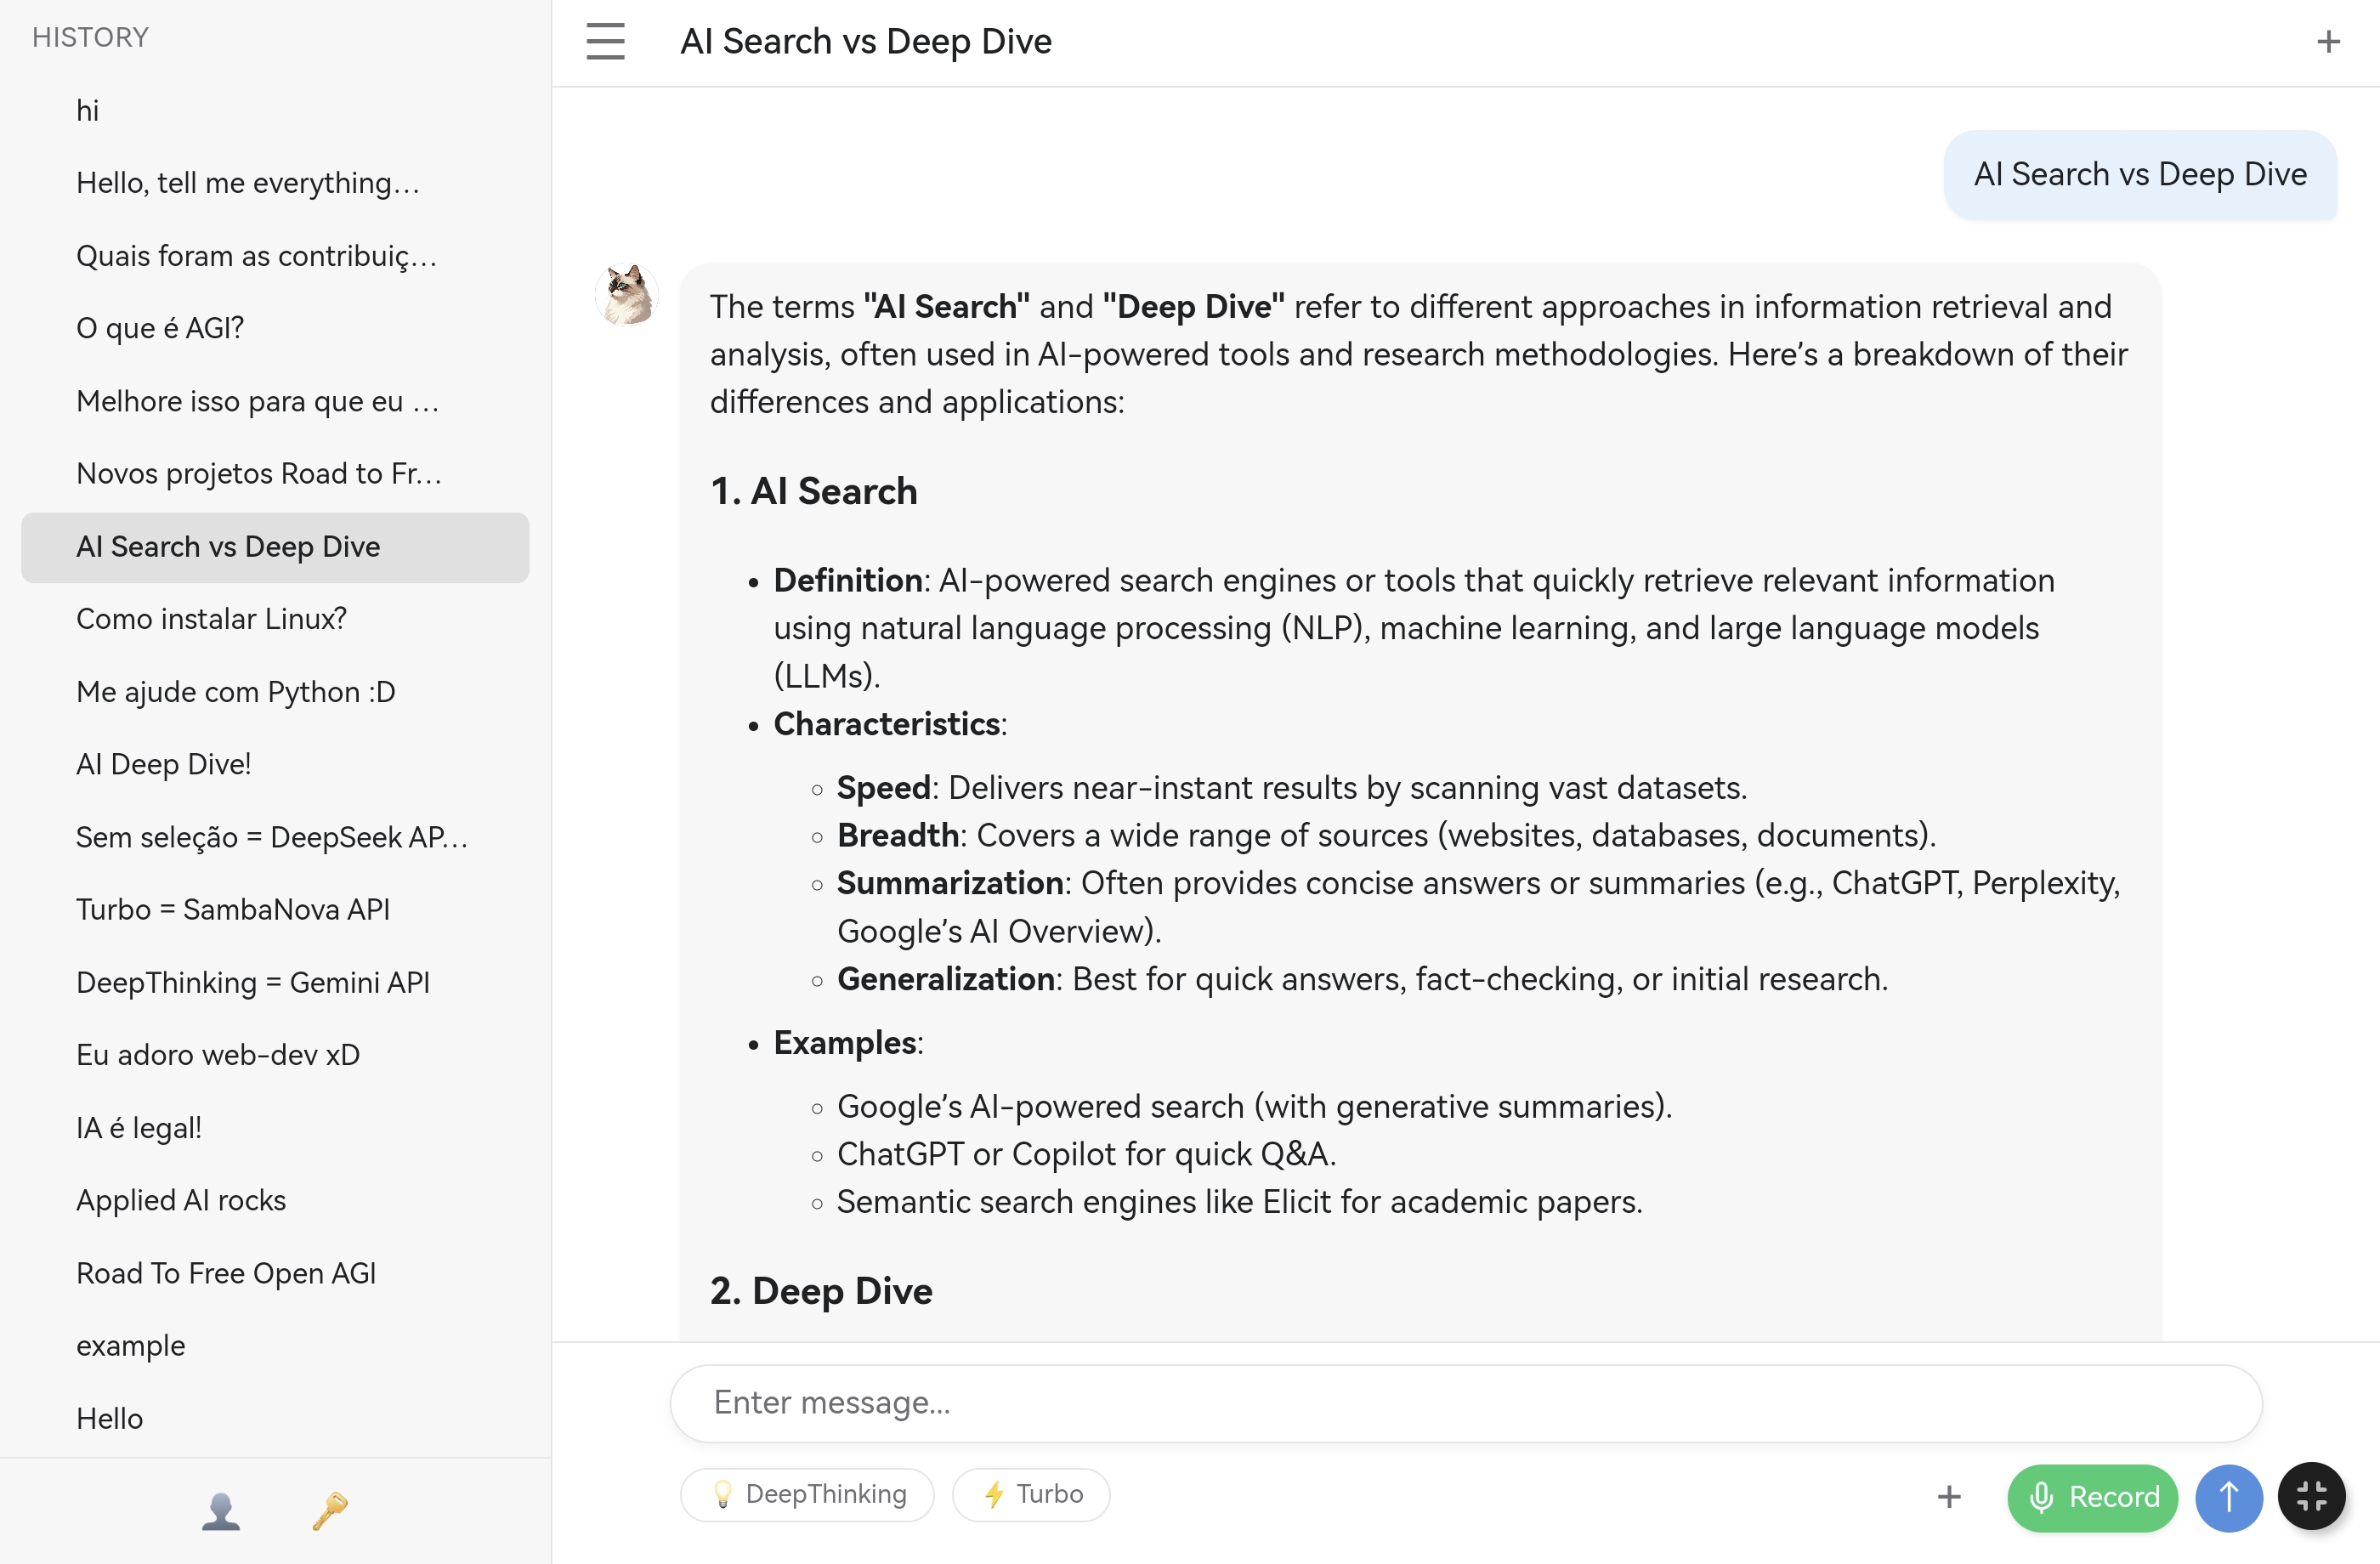 HISTORY
hi
Hello, tell me everything...
Quais foram as contribuiç...
O que é AGI?
Melhore isso para que eu ...
Novos projetos Road to Fr...
AI Search vs Deep Dive
Como instalar Linux?
Me ajude com Python :D
AI Deep Dive!
Sem seleção = DeepSeek AP...
Turbo = SambaNova API
DeepThinking = Gemini API
Eu adoro web-dev xD
IA é legal!
Applied AI rocks
Road To Free Open AGI
example
Hello
AI Search vs Deep Dive
AI Search vs Deep Dive
The terms "AI Search" and "Deep Dive" refer to different approaches in information retrieval and
analysis, often used in AI-powered tools and research methodologies. Here’s a breakdown of their
differences and applications:
1. AI Search
• Definition: AI-powered search engines or tools that quickly retrieve relevant information
using natural language processing (NLP), machine learning, and large language models
(LLMs).
• Characteristics:
◦ Speed: Delivers near-instant results by scanning vast datasets.
◦ Breadth: Covers a wide range of sources (websites, databases, documents).
◦ Summarization: Often provides concise answers or summaries (e.g., ChatGPT, Perplexity,
Google’s AI Overview).
◦ Generalization: Best for quick answers, fact-checking, or initial research.
• Examples:
◦ Google’s AI-powered search (with generative summaries).
◦ ChatGPT or Copilot for quick Q&A.
◦ Semantic search engines like Elicit for academic papers.
2. Deep Dive
Enter message...
DeepThinking
Turbo
Record